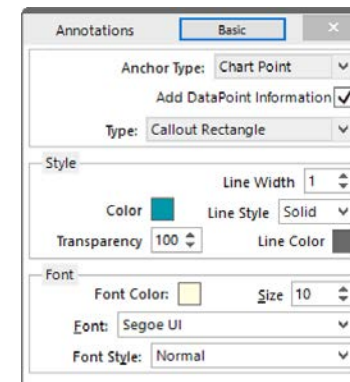 Annotations Basic
Anchor Type: Chart Point
Add DataPoint Information
Type: Callout Rectangle
Style
Line Width 1
Color Line Style Solid
Transparency 100 Line Color
Font
Font Color: Size 10
Font: Segoe UI
Font Style: Normal